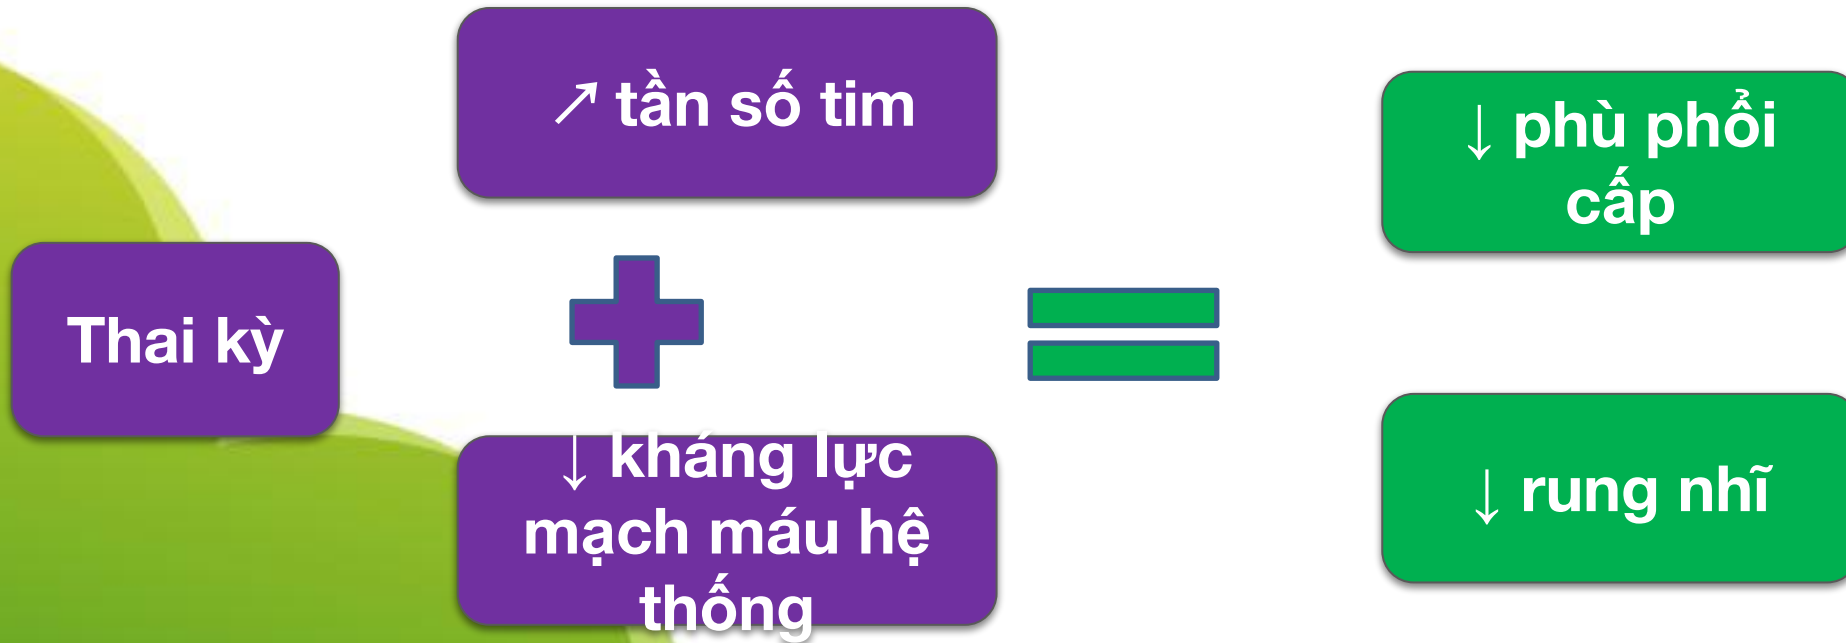 Thai kỳ
↗ tần số tim
↓ kháng lực
mạch máu hệ
thống
↓ phù phổi
cấp
↓ rung nhĩ